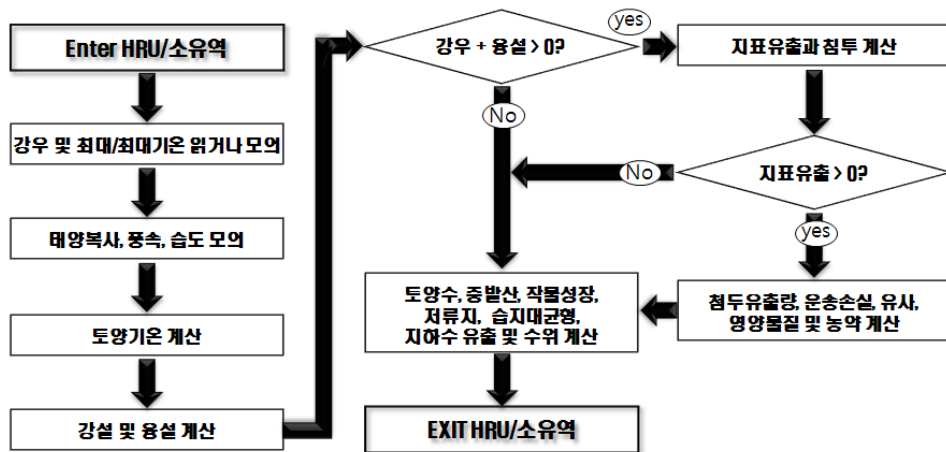 Enter HRU/소유역
강우 및 최대/최대기온 읽거나 모의
태양복사, 풍속, 습도 모의
토양기온 계산
강설 및 융설 계산
강우 + 융설 > 0?
yes
지표유출과 침투 계산
No
지표유출 > 0?
No
yes
첨두유출량, 운송손실, 유사,
영양물질 및 농약 계산
토양수, 증발산, 작물성장,
저류지, 습지대균형,
지하수 유출 및 수위 계산
EXIT HRU/소유역